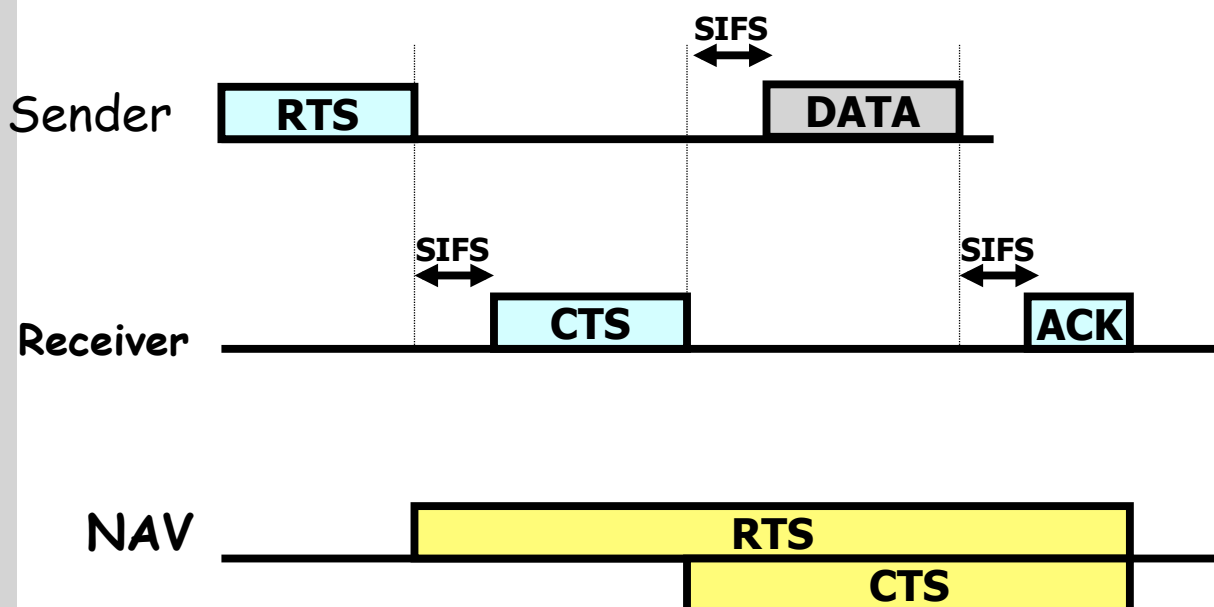 SIFS
Sender RTS DATA
SIFS SIFS
Receiver CTS ACK
NAV RTS
CTS